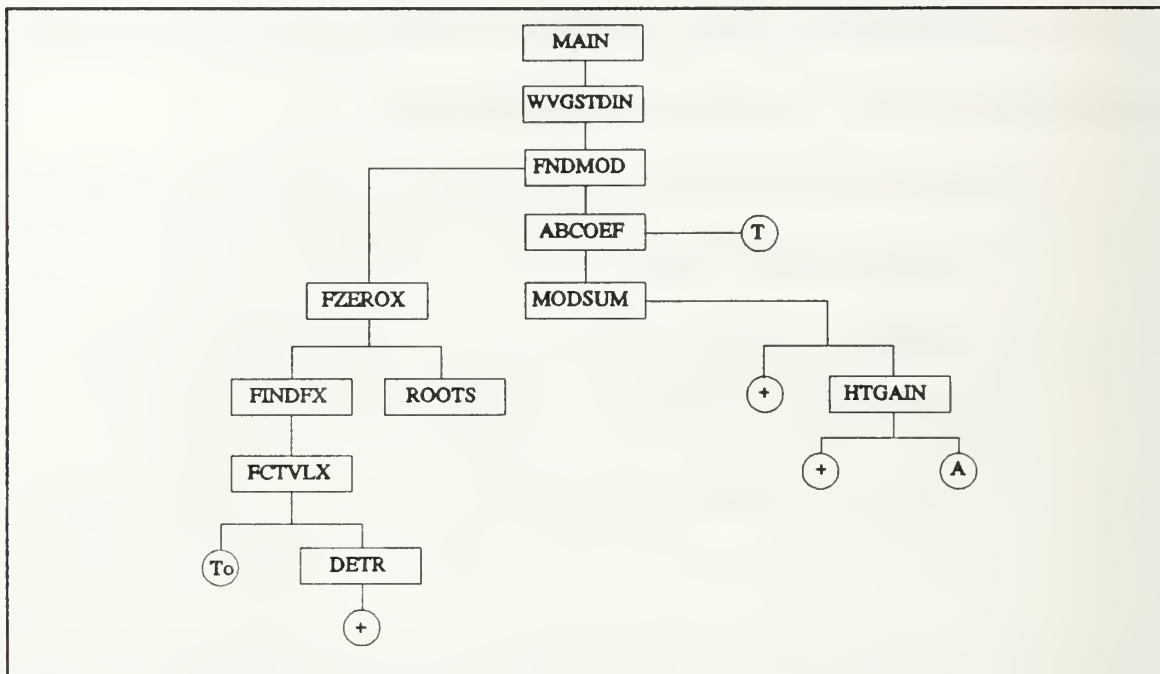 MAIN
WVGSTDIN
FNDMOD
ABCOEF T
FZEROX MODSUM
FINDFX ROOTS + HTGAIN
FCTVLX + A
To DETR
+